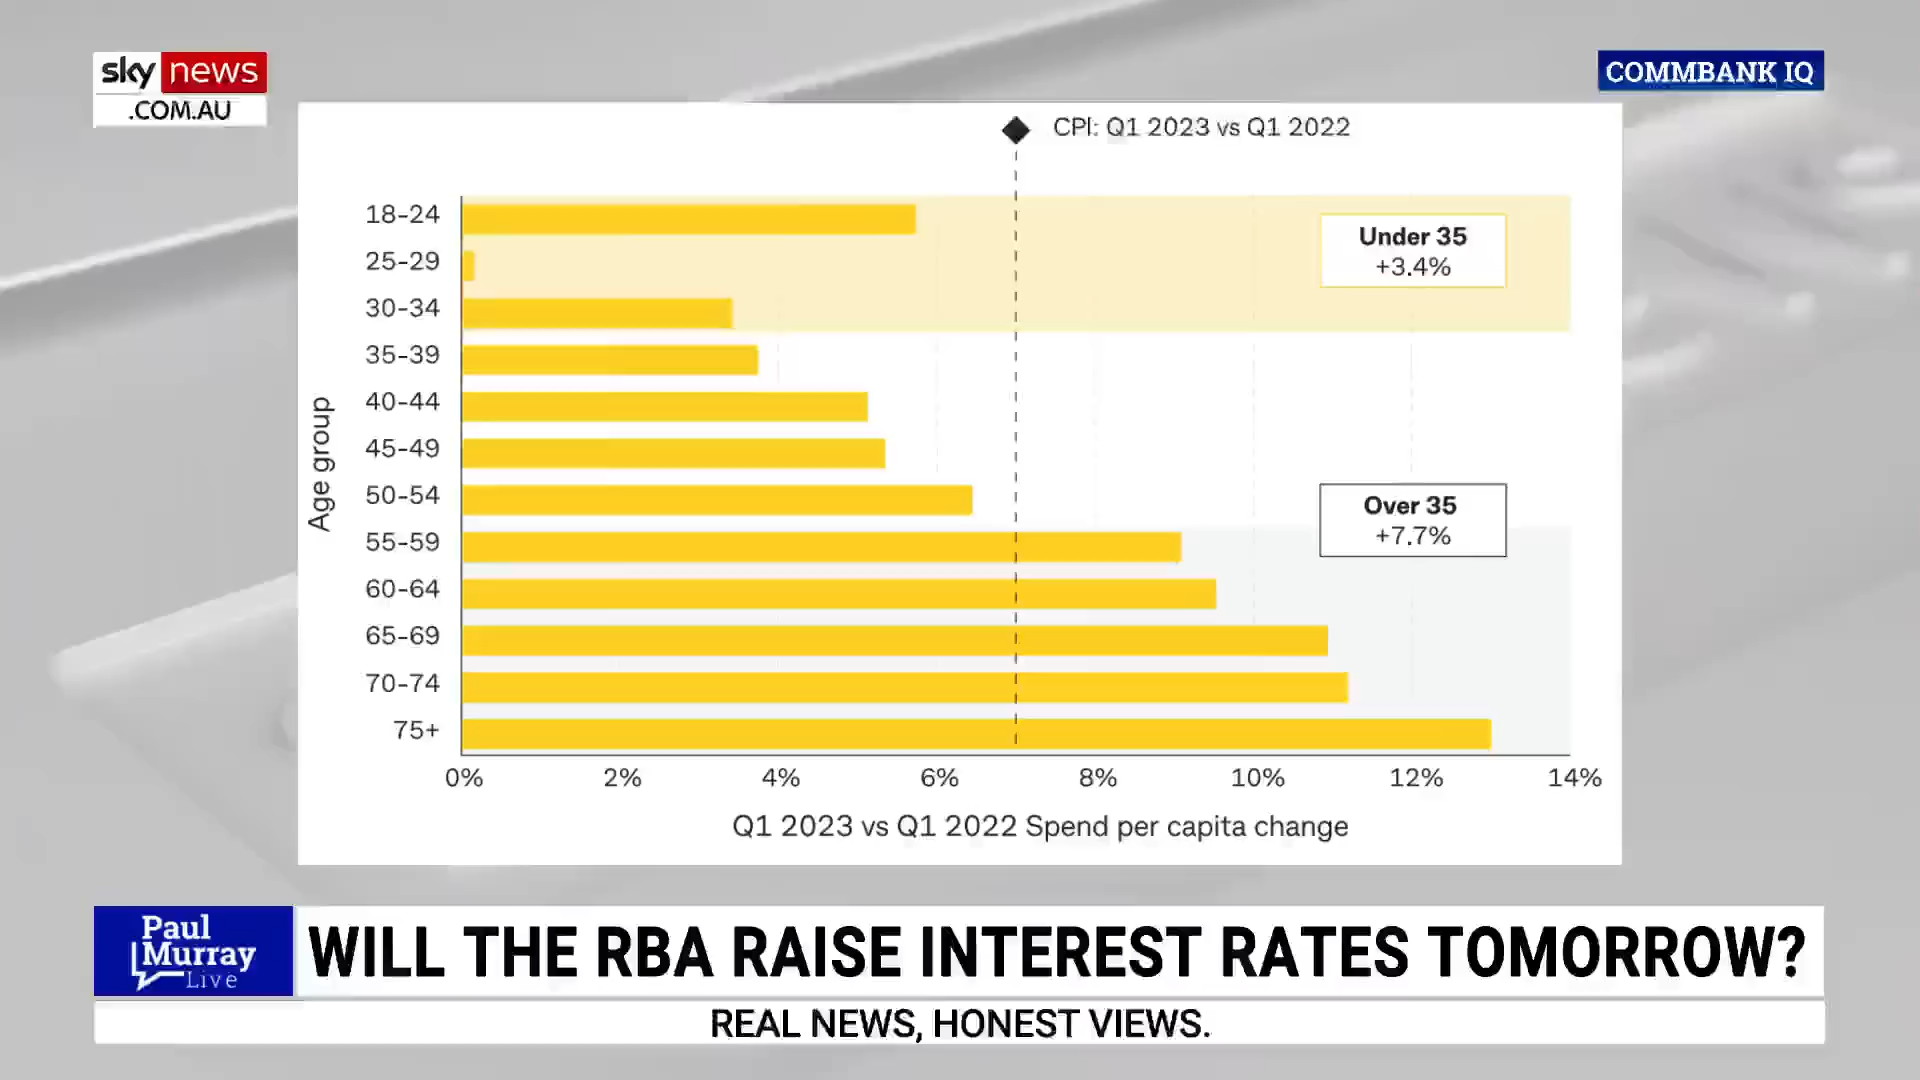 sky news
.COM.AU
COMMBANK IQ
CPI: Q1 2023 vs Q1 2022
18-24
25-29
30-34
35-39
40-44
45-49
50-54
55-59
60-64
65-69
70-74
75+
Age group
Under 35
+3.4%
Over 35
+7.7%
0% 2% 4% 6% 8% 10% 12% 14%
Q1 2023 vs Q1 2022 Spend per capita change
Paul
Murray
Live
WILL THE RBA RAISE INTEREST RATES TOMORROW?
REAL NEWS, HONEST VIEWS.